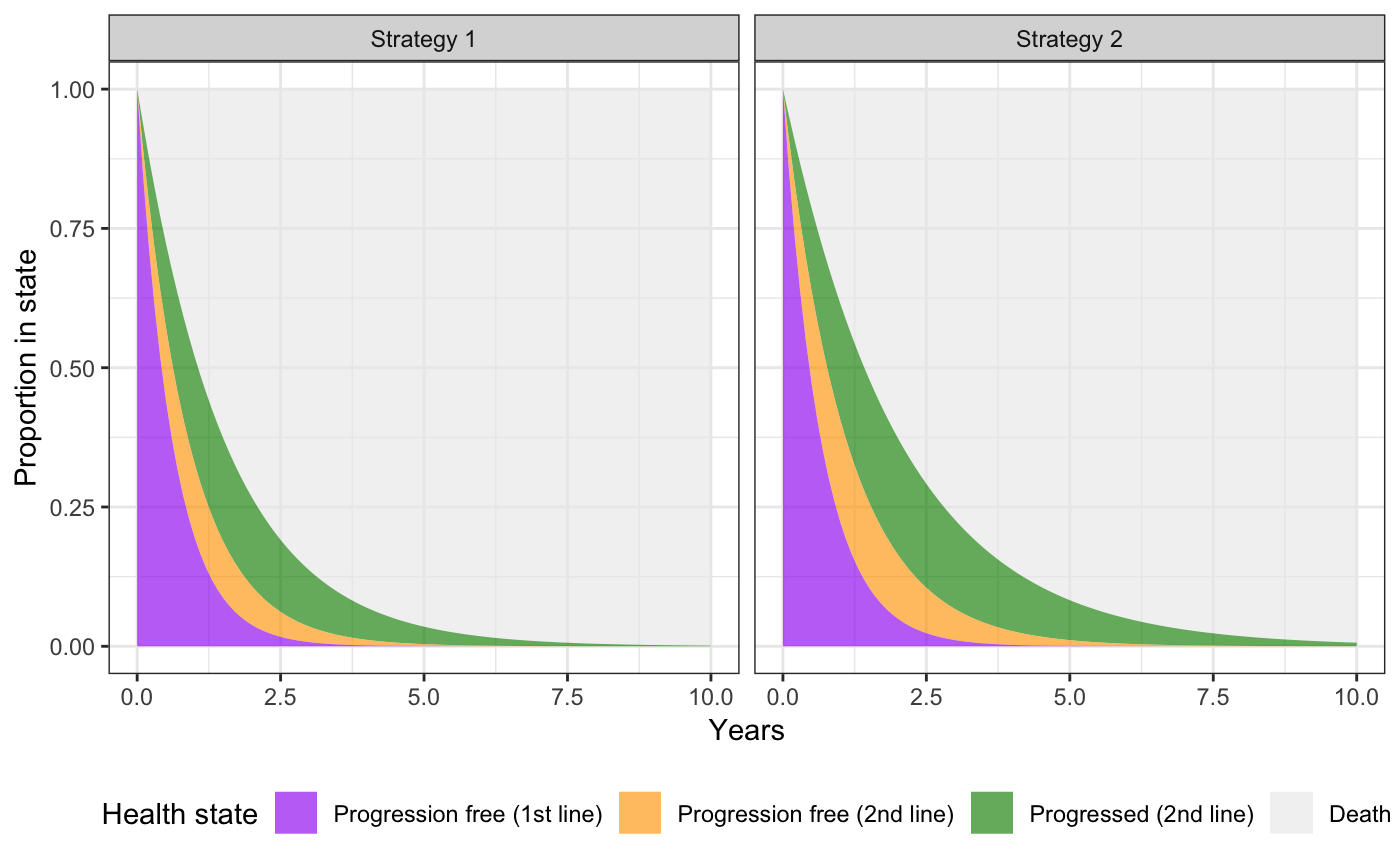 Strategy 1 Strategy 2
Proportion in state
1.00
0.75
0.50
0.25
0.00
0.0 2.5 5.0 7.5 10.0 0.0 2.5 5.0 7.5 10.0
Years
Health state Progression free (1st line) Progression free (2nd line) Progressed (2nd line) Death